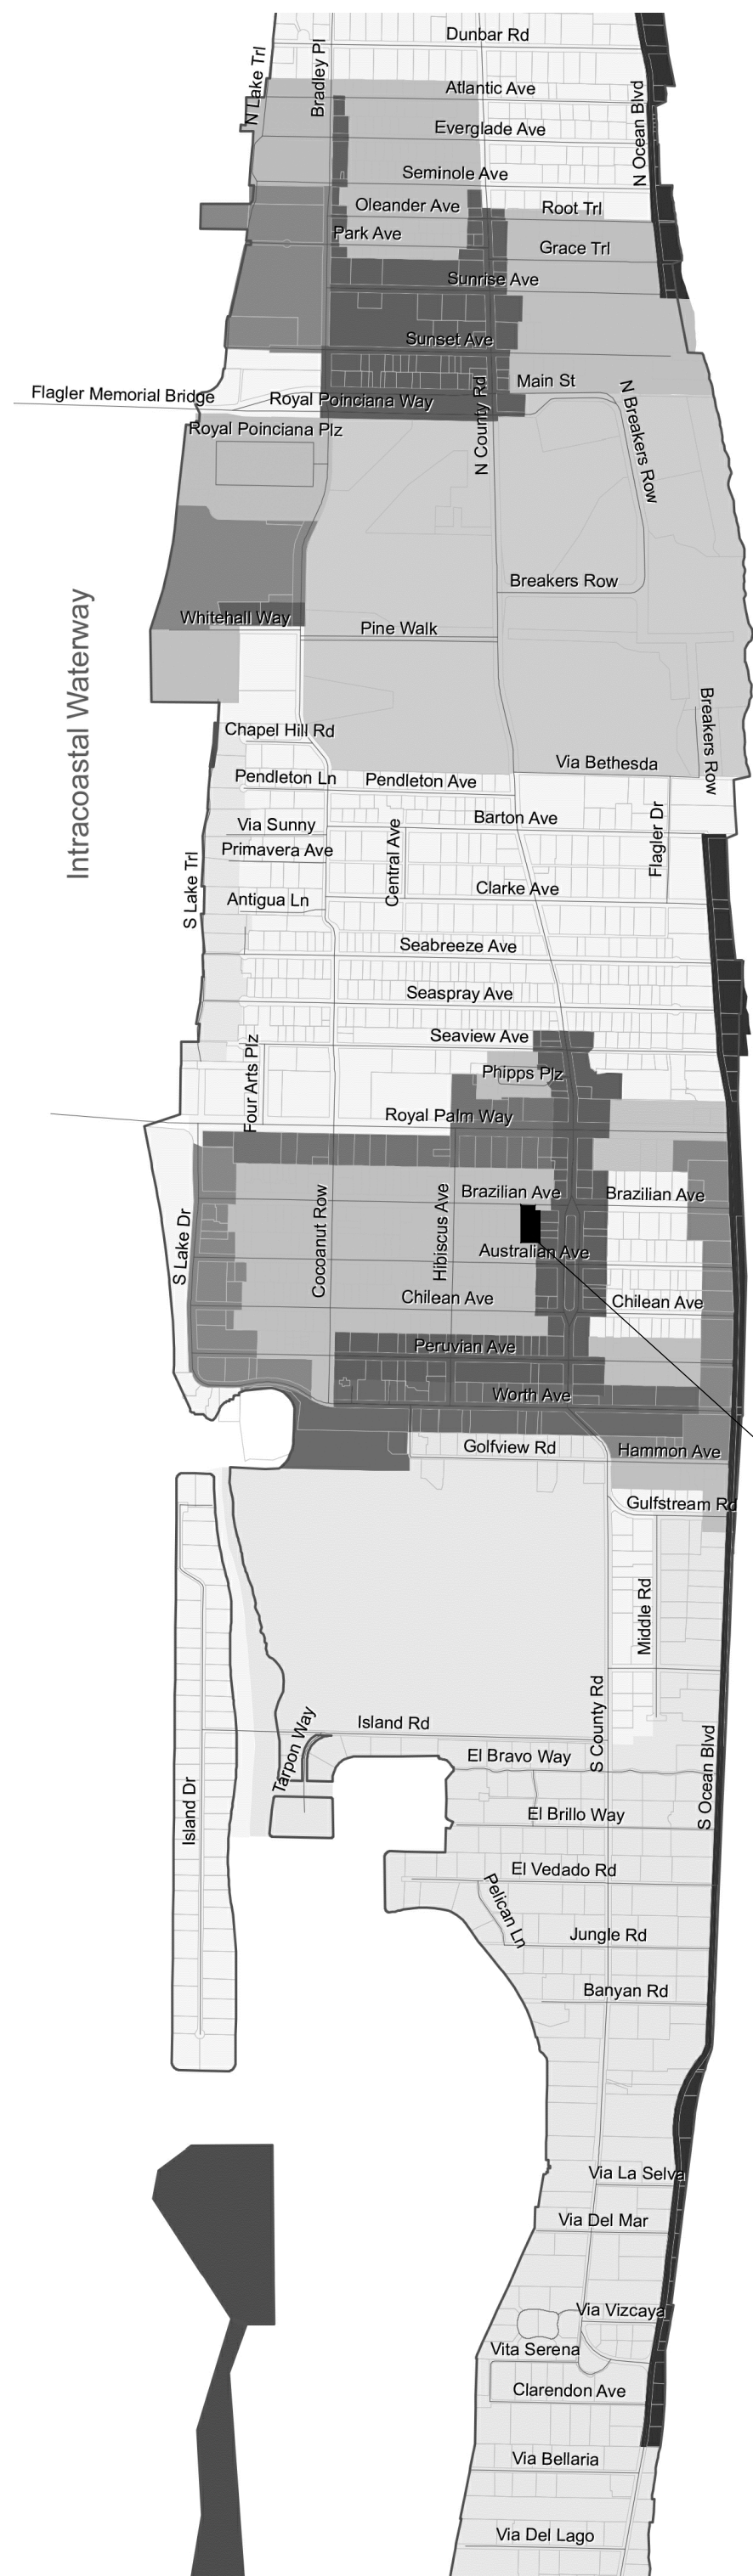 Dunbar Rd
N Lake Trl
Bradley Pl
Atlantic Ave
N Ocean Blvd
Everglade Ave
Seminole Ave
Oleander Ave
Root Trl
Park Ave
Grace Trl
Sunrise Ave
Sunset Ave
Main St
Flagler Memorial Bridge
Royal Poinciana Way
N County Rd
N Breakers Row
Royal Poinciana Plz
Breakers Row
Intracoastal Waterway
Whitehall Way
Pine Walk
Chapel Hill Rd
Breakers Row
Via Bethesda
Pendleton Ln
Pendleton Ave
Via Sunny
Barton Ave
Flagler Dr
Primavera Ave
Central Ave
S Lake Trl
Antigua Ln
Clarke Ave
Seabreeze Ave
Seaspray Ave
Seaview Ave
Four Arts Plz
Phipps Plz
Royal Palm Way
Brazilian Ave
Brazilian Ave
S Lake Dr
Cocoanut Row
Hibiscus Ave
Australian Ave
Chilean Ave
Chilean Ave
Peruvian Ave
Worth Ave
Golfview Rd
Hammon Ave
Gulfstream Rd
Middle Rd
Island Rd
Tarpon Way
S County Rd
El Bravo Way
S Ocean Blvd
Island Dr
El Brillo Way
El Vedado Rd
Pelican Ln
Jungle Rd
Banyan Rd
Via La Selva
Via Del Mar
Via Vizcaya
Vita Serena
Clarendon Ave
Via Bellaria
Via Del Lago